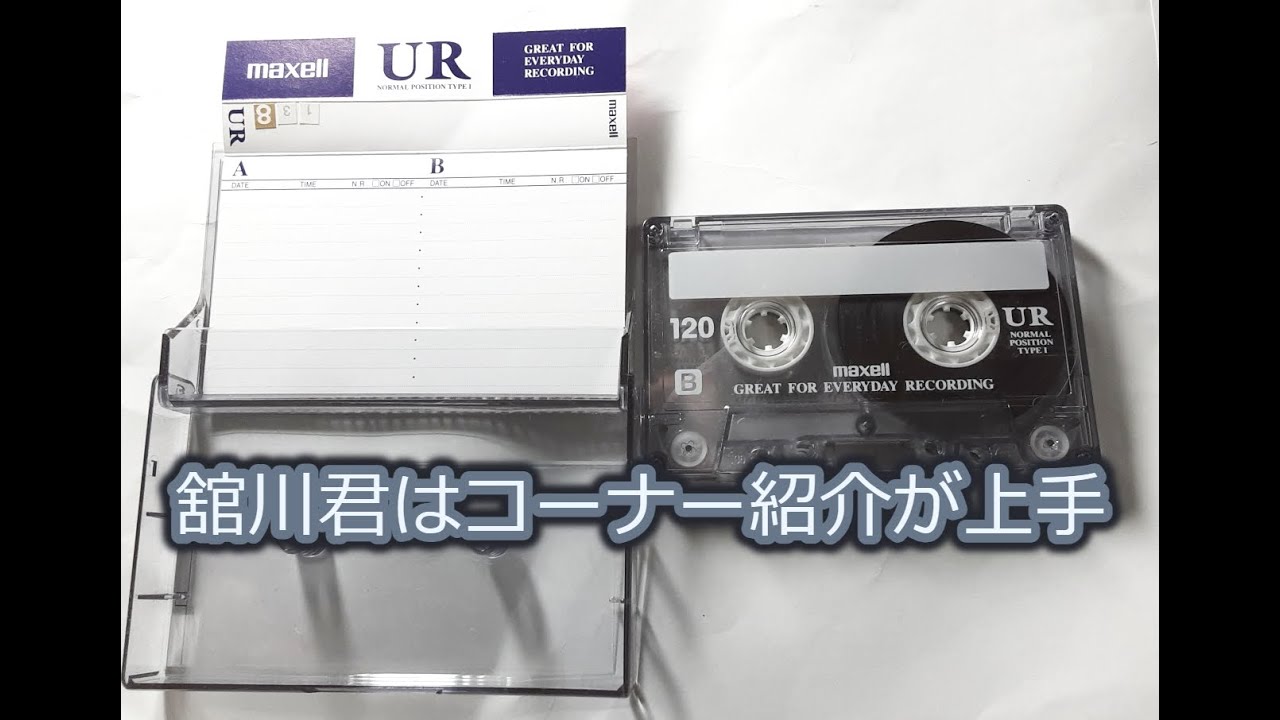 maxell
UR
NORMAL POSITION TYPE I
GREAT FOR
EVERYDAY
RECORDING
UR
8 3 1
maxell
A
B
DATE TIME N.R □ON □OFF
DATE TIME N.R □ON □OFF
120
UR
NORMAL
POSITION
TYPE I
B
maxell
GREAT FOR EVERYDAY RECORDING
舘川君はコーナー紹介が上手